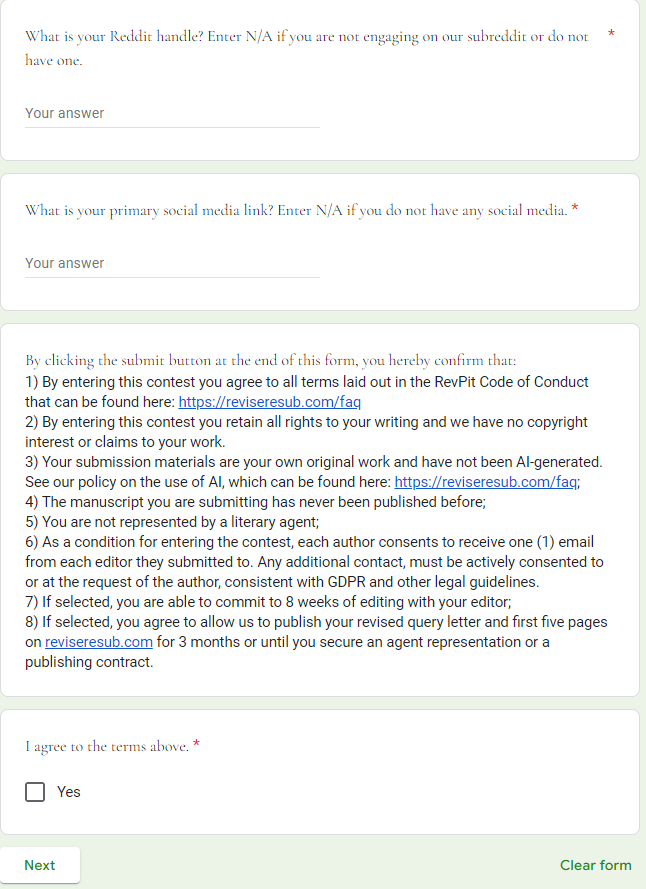 What is your Reddit handle? Enter N/A if you are not engaging on our subreddit or do not *
have one.
Your answer
What is your primary social media link? Enter N/A if you do not have any social media. *
Your answer
By clicking the submit button at the end of this form, you hereby confirm that:
1) By entering this contest you agree to all terms laid out in the RevPit Code of Conduct
that can be found here: https://reviseresub.com/faq
2) By entering this contest you retain all rights to your writing and we have no copyright
interest or claims to your work.
3) Your submission materials are your own original work and have not been AI-generated.
See our policy on the use of AI, which can be found here: https://reviseresub.com/faq;
4) The manuscript you are submitting has never been published before;
5) You are not represented by a literary agent;
6) As a condition for entering the contest, each author consents to receive one (1) email
from each editor they submitted to. Any additional contact, must be actively consented to
or at the request of the author, consistent with GDPR and other legal guidelines.
7) If selected, you are able to commit to 8 weeks of editing with your editor;
8) If selected, you agree to allow us to publish your revised query letter and first five pages
on reviseresub.com for 3 months or until you secure an agent representation or a
publishing contract.
I agree to the terms above. *
Yes
Next
Clear form